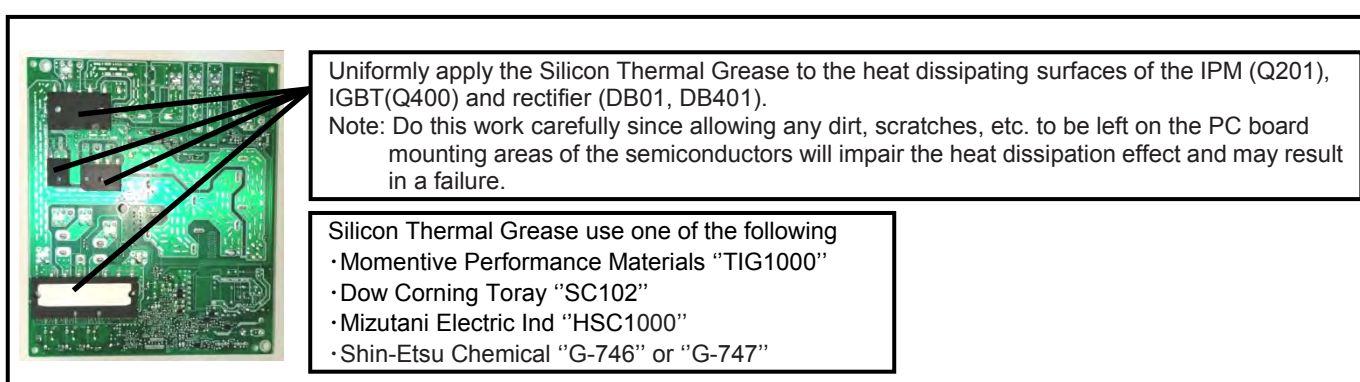 Uniformly apply the Silicon Thermal Grease to the heat dissipating surfaces of the IPM (Q201),
IGBT(Q400) and rectifier (DB01, DB401).
Note: Do this work carefully since allowing any dirt, scratches, etc. to be left on the PC board
mounting areas of the semiconductors will impair the heat dissipation effect and may result
in a failure.
Silicon Thermal Grease use one of the following
･Momentive Performance Materials ‘’TIG1000’’
･Dow Corning Toray ‘’SC102’’
･Mizutani Electric Ind ‘’HSC1000’’
･Shin-Etsu Chemical ‘’G-746’’ or ‘’G-747’’